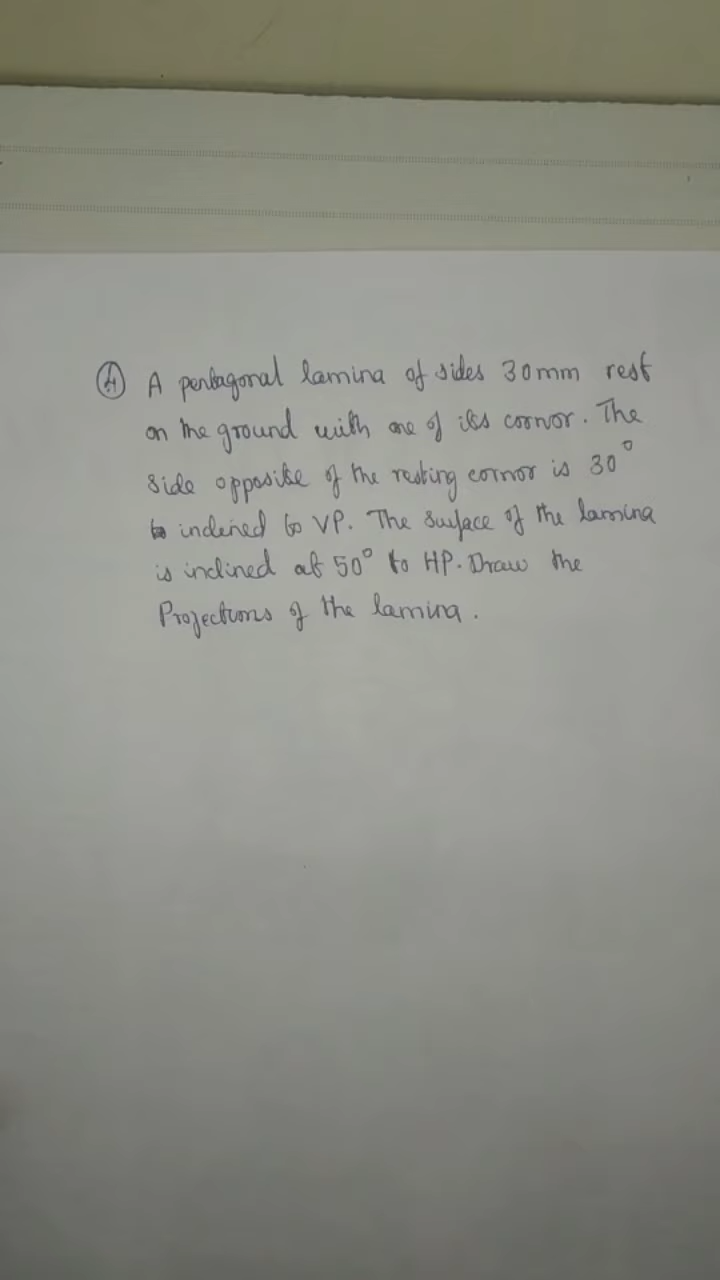 ④ A pentagonal lamina of sides 30mm rest
on the ground with one of its cornor. The
side opposite of the resting cornor is 30°
inclined to VP. The surface of the lamina
is inclined at 50° to HP. Draw the
Projections of the lamina.